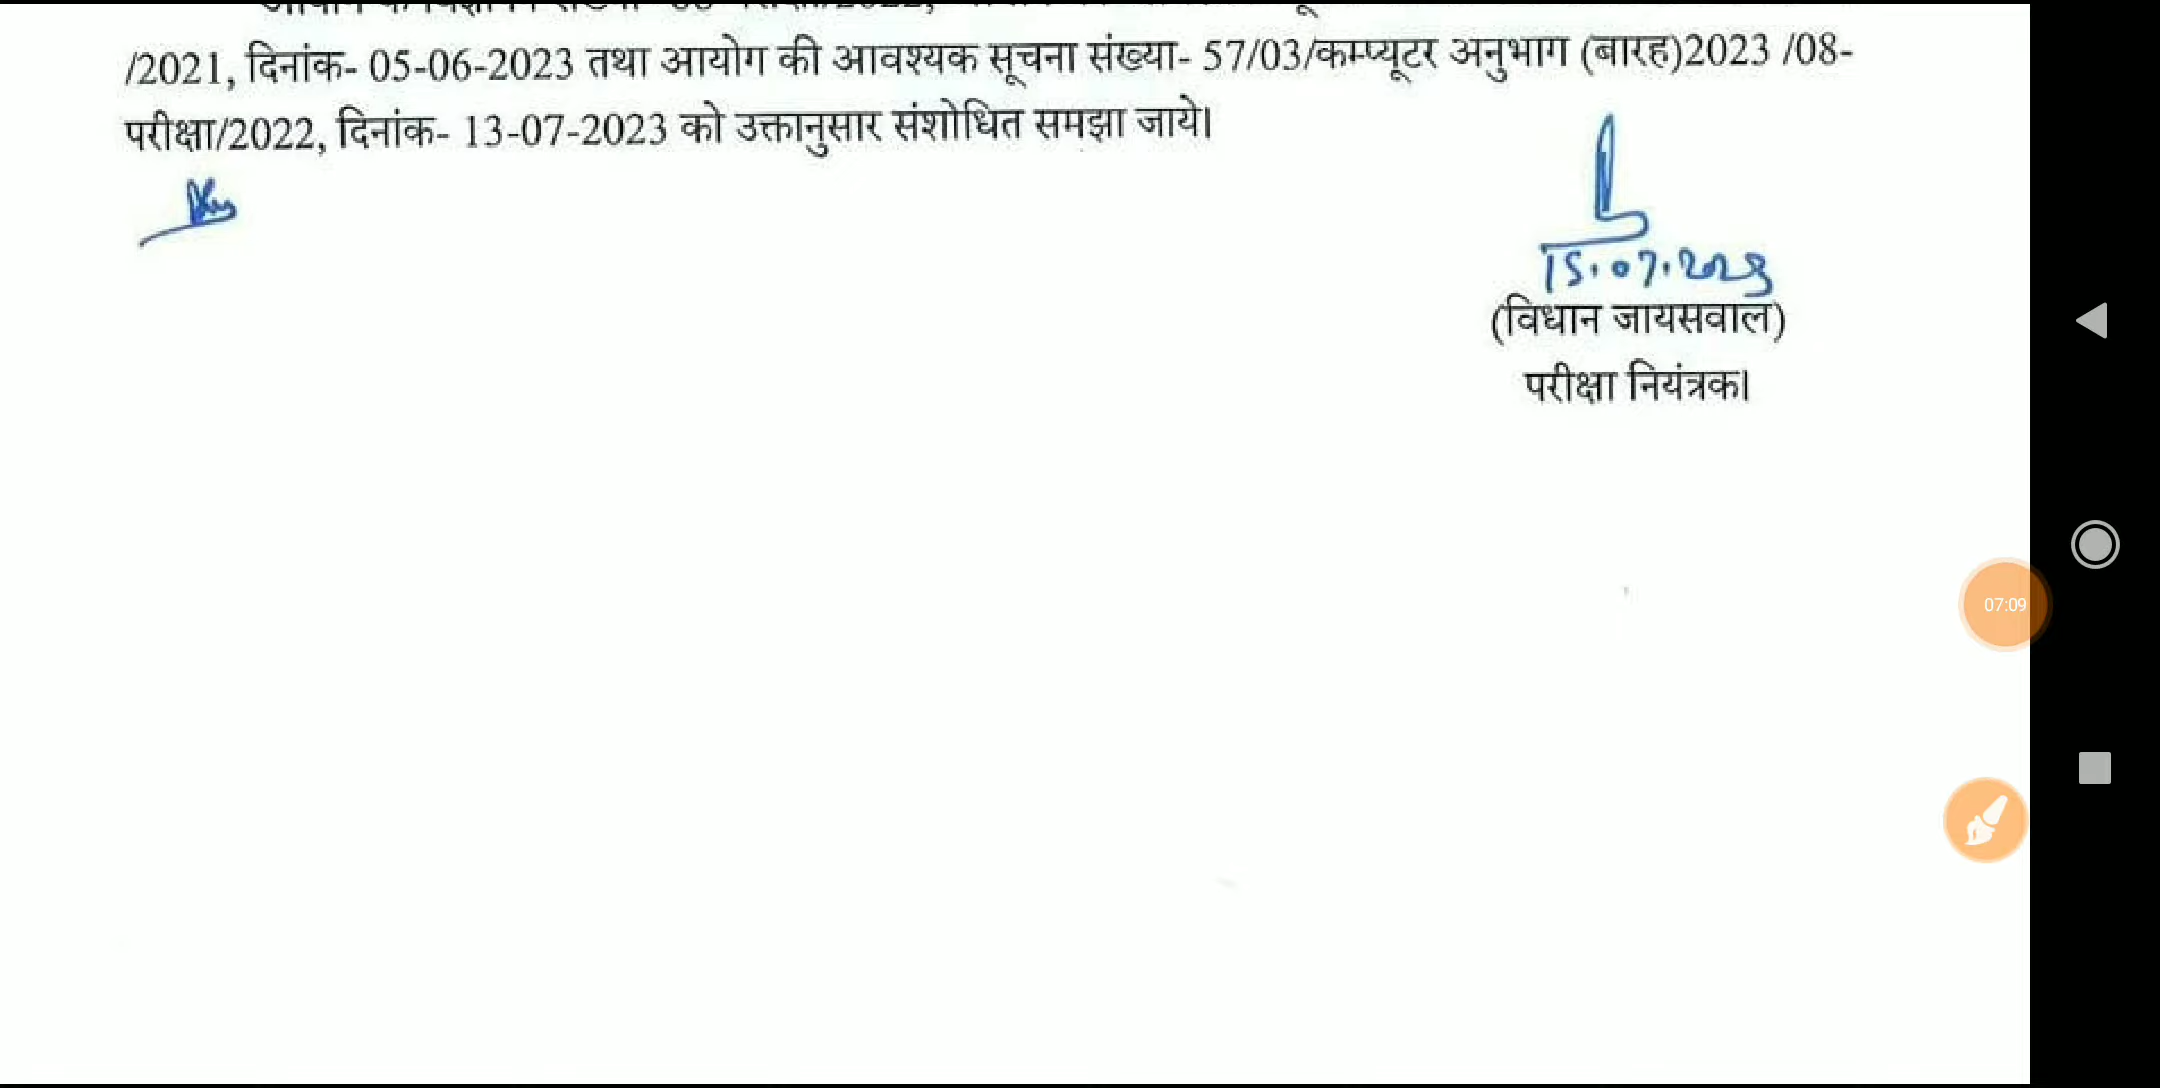 /2021, दिनांक- 05-06-2023 तथा आयोग की आवश्यक सूचना संख्या- 57/03/कम्प्यूटर अनुभाग (बारह)2023 /08-
परीक्षा/2022, दिनांक- 13-07-2023 को उक्तानुसार संशोधित समझा जाये।
15.07.2023
(विधान जायसवाल)
परीक्षा नियंत्रक।
07:09